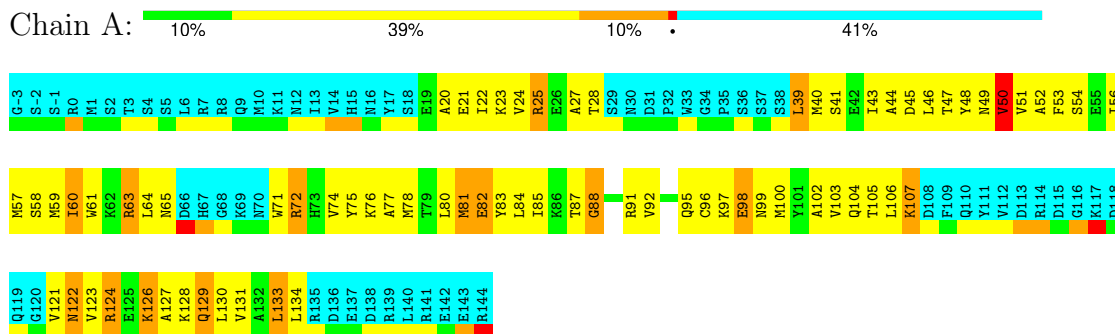 Chain A:
10% 39% 10% • 41%
G-3 S-2 S-1 R0 M1 S2 T3 S4 S5 L6 R7 R8 Q9 M10 K11 N12 I13 V14 H15 N16 Y17 S18 E19 A20 E21 I22 K23 V24 R25 E26 A27 T28 S29 N30 D31 P32 W33 G34 P35 S36 S37 S38 L39 M40 S41 E42 I43 A44 D45 L46 T47 Y48 N49 V50 V51 A52 F53 S54 E55 I56
M57 S58 M59 I60 W61 K62 R63 L64 N65 D66 H67 G68 K69 N70 W71 R72 H73 V74 Y75 K76 A77 M78 T79 L80 M81 E82 Y83 L84 I85 K86 T87 G88 R91 V92 Q95 C96 K97 E98 N99 M100 Y101 A102 V103 Q104 T105 L106 K107 D108 F109 Q110 Y111 V112 D113 R114 D115 G116 K117 D118
Q119 G120 V121 N122 V123 R124 E125 K126 A127 K128 Q129 L130 V131 A132 L133 L134 R135 D136 E137 D138 R139 L140 R141 E142 E143 R144